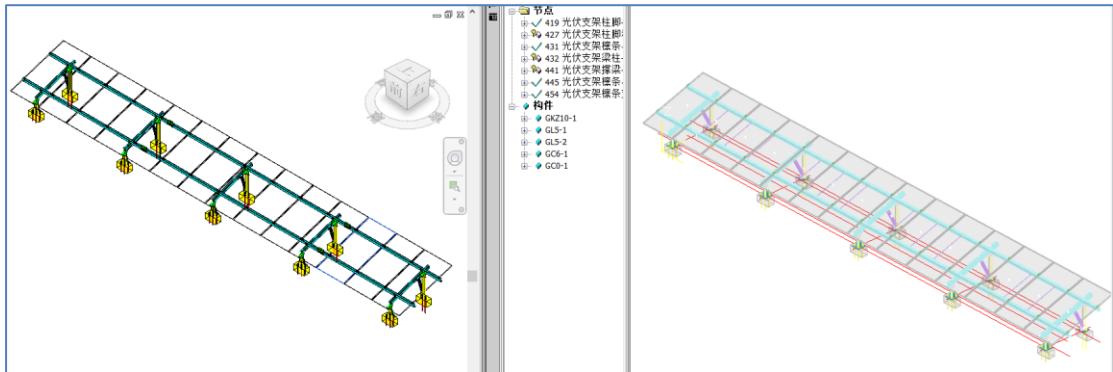 节点
419 光伏支架柱脚
427 光伏支架柱脚
431 光伏支架檩条
432 光伏支架梁柱
441 光伏支架撑梁
445 光伏支架檩条
454 光伏支架檩条
构件
GKZ10-1
GL5-1
GL5-2
GC6-1
GC0-1
上
前
右